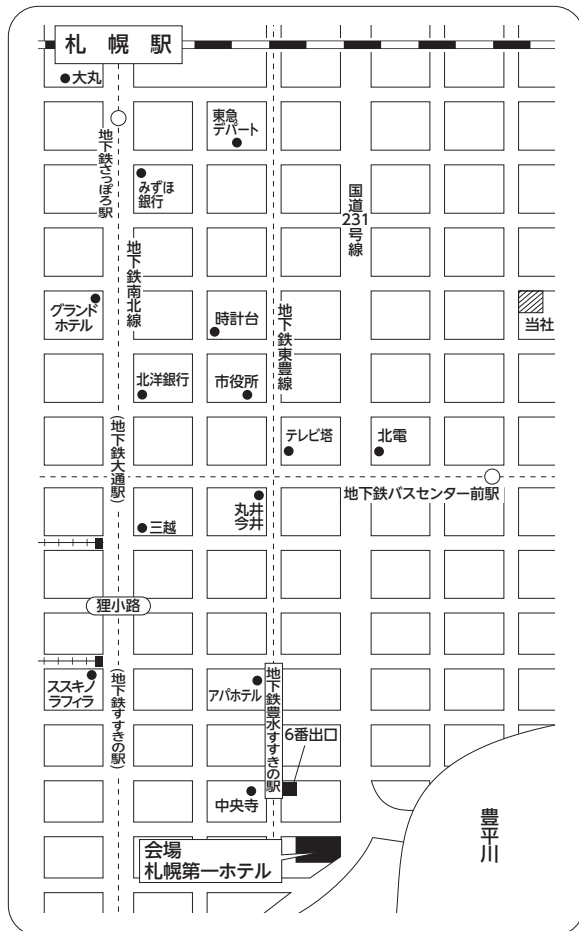 札幌駅
大丸
東急
デパート
地下鉄さっぽろ駅
みずほ
銀行
国道231号線
地下鉄南北線
グランド
ホテル
時計台
地下鉄東豊線
当社
北洋銀行
市役所
(地下鉄大通駅)
テレビ塔
北電
地下鉄バスセンター前駅
丸井
今井
三越
狸小路
ススキノ
ラフィラ
(地下鉄すすきの駅)
アパホテル
地下鉄豊水すすきの駅
6番出口
中央寺
豊平川
会場
札幌第一ホテル